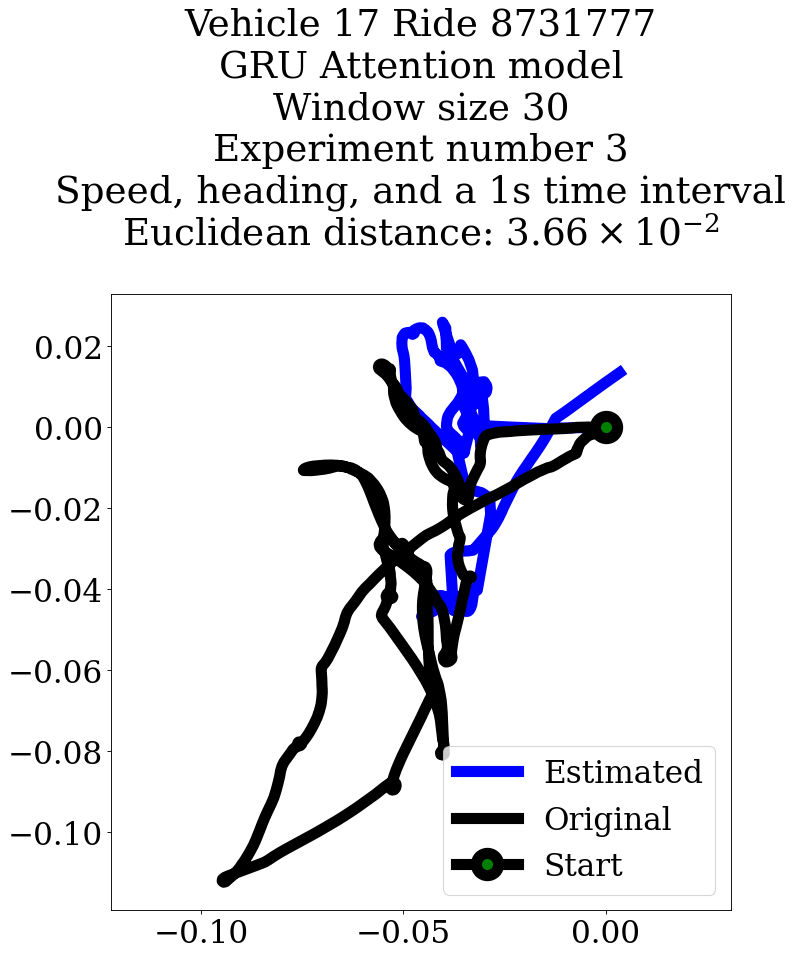 Vehicle 17 Ride 8731777
GRU Attention model
Window size 30
Experiment number 3
Speed, heading, and a 1s time interval
Euclidean distance: 3.66 × 10⁻²
0.02
0.00
−0.02
−0.04
−0.06
−0.08
−0.10
Estimated
Original
Start
−0.10
−0.05
0.00